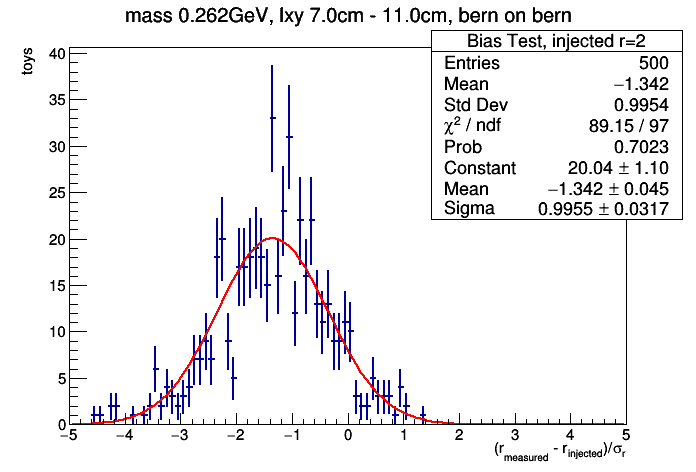 mass 0.262GeV, lxy 7.0cm - 11.0cm, bern on bern
Bias Test, injected r=2
Entries 500
Mean −1.342
Std Dev 0.9954
χ² / ndf 89.15 / 97
Prob 0.7023
Constant 20.04 ± 1.10
Mean −1.342 ± 0.045
Sigma 0.9955 ± 0.0317
toys
40
35
30
25
20
15
10
5
0
−5 −4 −3 −2 −1 0 1 2 3 4 5
(r_measured - r_injected)/σ_r